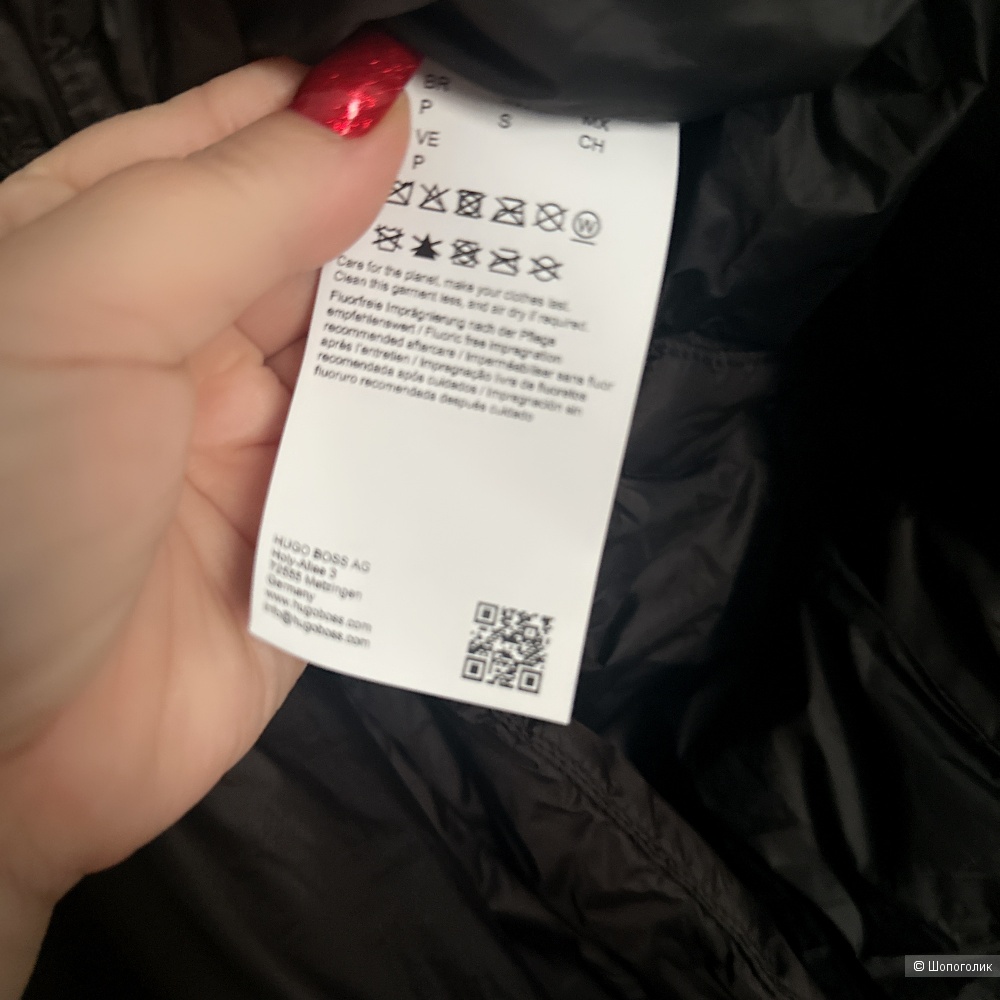 BR
P S MX
VE CH
P
W
Care for the planet, make your clothes last.
Clean this garment less, and air dry if required.
Fluorfreie Imprägnierung nach der Pflege
empfehlenswert / Fluoric free impregnation
recommended aftercare / Imperméabiliser sans fluor
après l'entretien / Impregnação livre de fluoretos
recomendada após cuidados / Impregnación sin
fluoruro recomendada después cuidado
HUGO BOSS AG
Holy-Allee 3
72555 Metzingen
Germany
www.hugoboss.com
info@hugoboss.com
© Шопоголик